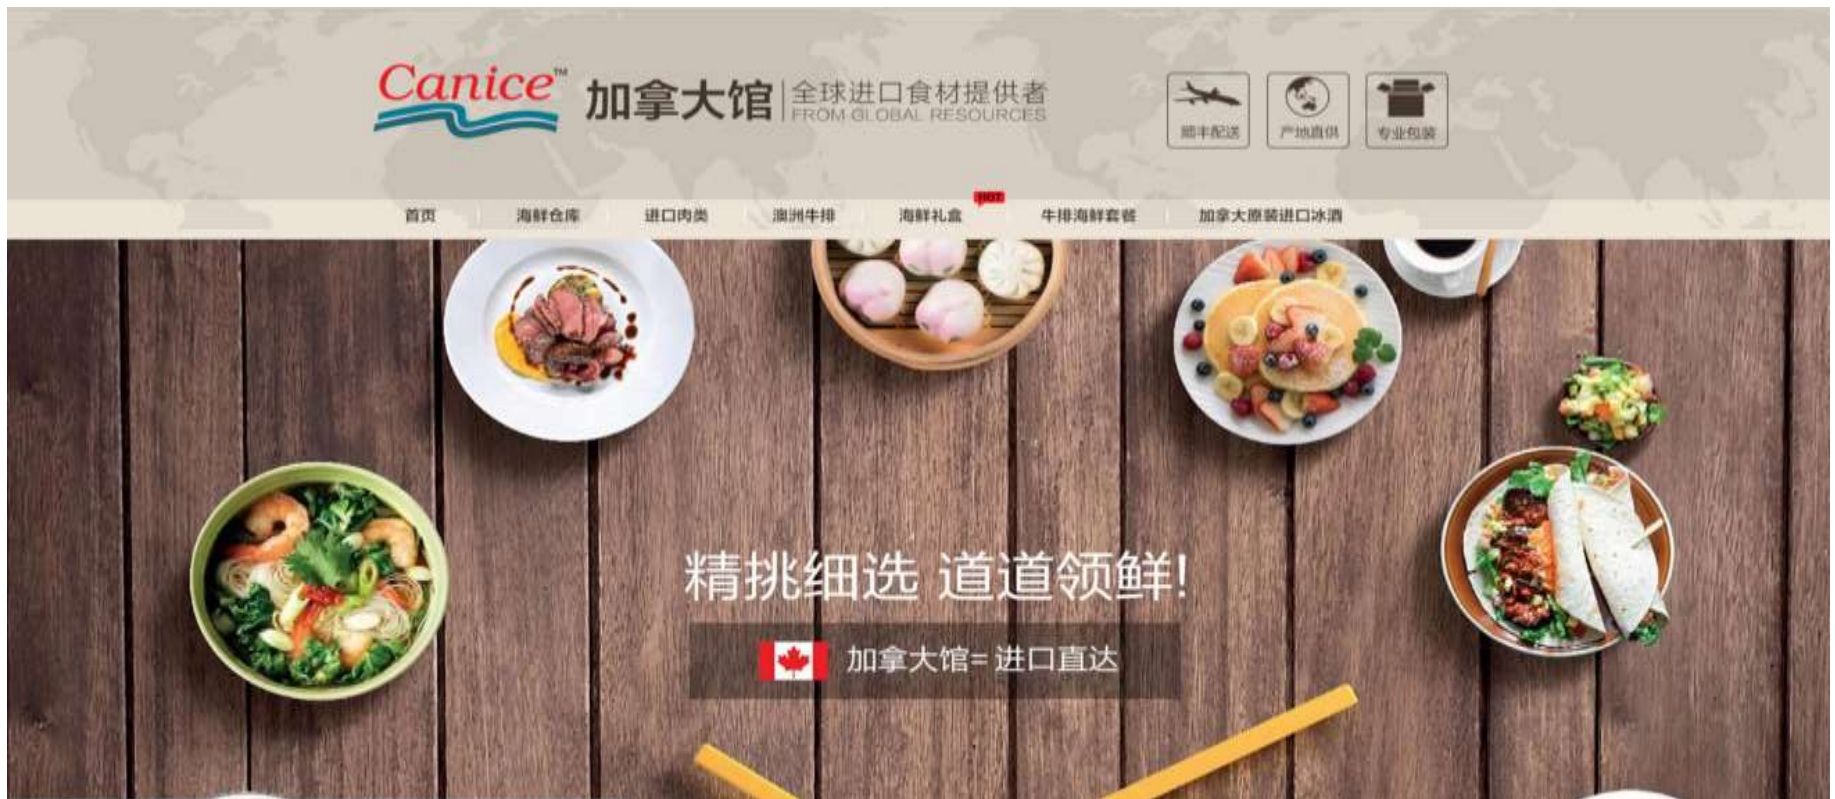 Canice™
加拿大馆
全球进口食材提供者
FROM GLOBAL RESOURCES
顺丰配送
产地直供
专业包装
HOT
首页
海鲜仓库
进口肉类
澳洲牛排
海鲜礼盒
牛排海鲜套餐
加拿大原装进口冰酒
精挑细选 道道领鲜!
加拿大馆=进口直达